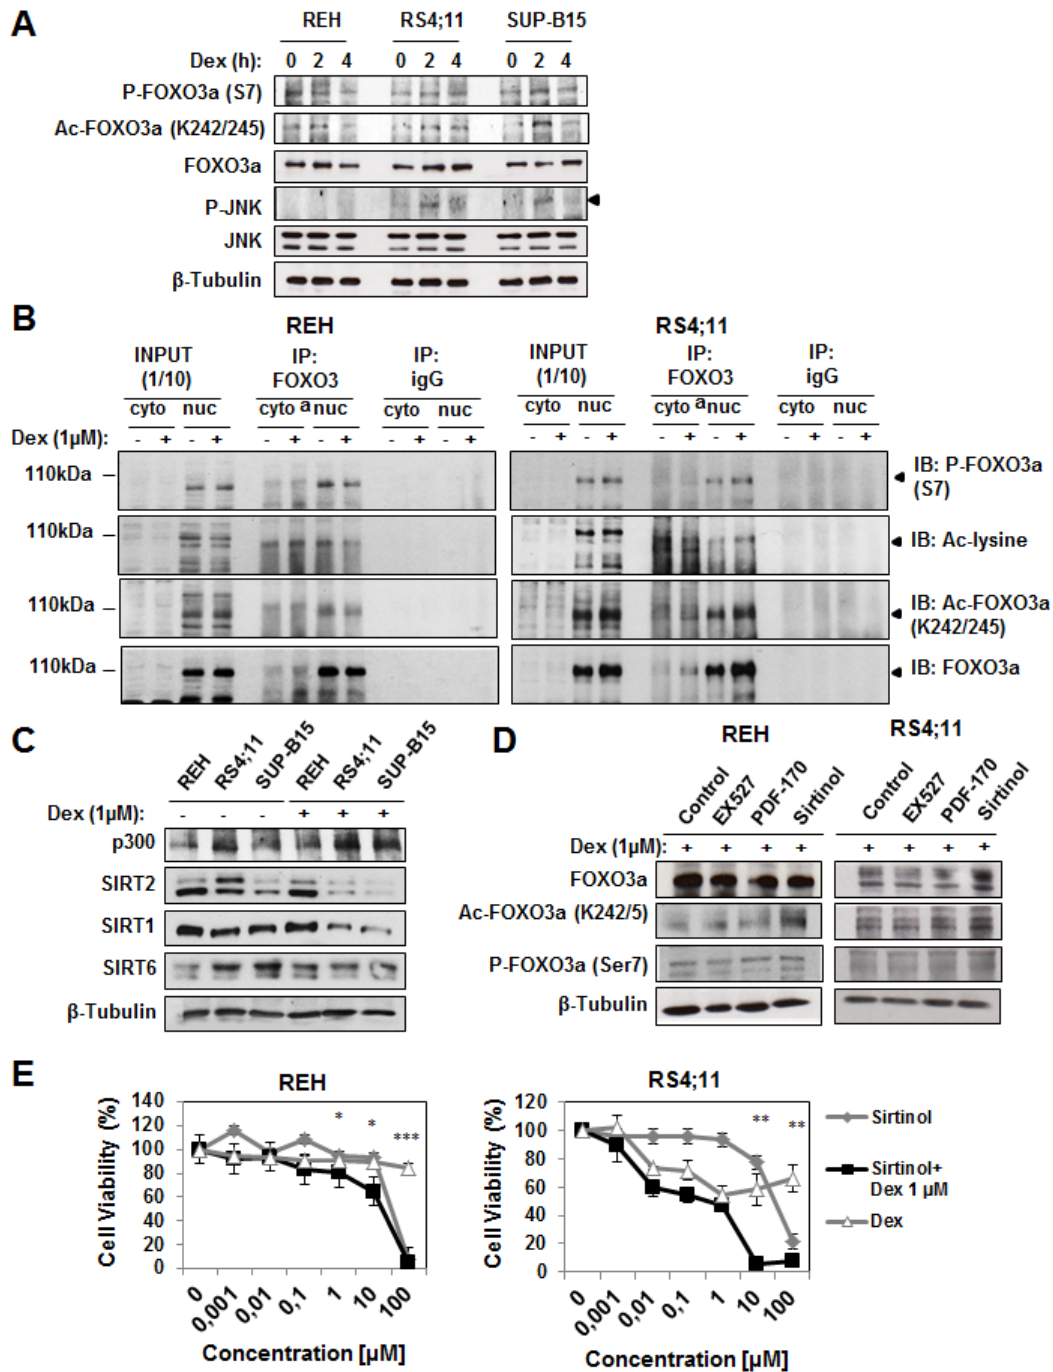 A
REH RS4;11 SUP-B15
Dex (h): 0 2 4 0 2 4 0 2 4
P-FOXO3a (S7)
Ac-FOXO3a (K242/245)
FOXO3a
P-JNK
JNK
β-Tubulin
B
REH RS4;11
INPUT (1/10) IP: FOXO3a IP: igG INPUT (1/10) IP: FOXO3a IP: igG
cyto nuc cyto nuc cyto nuc cyto nuc cyto nuc cyto nuc
Dex (1µM): - + - + - + - + - + - + - + - + - + - + - + - +
110kDa IB: P-FOXO3a (S7)
110kDa IB: Ac-lysine
110kDa IB: Ac-FOXO3a (K242/245)
110kDa IB: FOXO3a
C
REH RS4;11 SUP-B15 REH RS4;11 SUP-B15
Dex (1µM): - - - + + +
p300
SIRT2
SIRT1
SIRT6
β-Tubulin
D
REH RS4;11
Control EX527 PDF-170 Sirtinol Control EX527 PDF-170 Sirtinol
Dex (1µM): + + + + + + + +
FOXO3a
Ac-FOXO3a (K242/5)
P-FOXO3a (Ser7)
β-Tubulin
E
REH
Cell Viability (%)
140
120
100
80
60
40
20
0
* * ***
0 0,001 0,01 0,1 1 10 100
Concentration [µM]
RS4;11
Cell Viability (%)
120
100
80
60
40
20
0
** **
0 0,001 0,01 0,1 1 10 100
Concentration [µM]
Sirtinol
Sirtinol+
Dex 1 µM
Dex